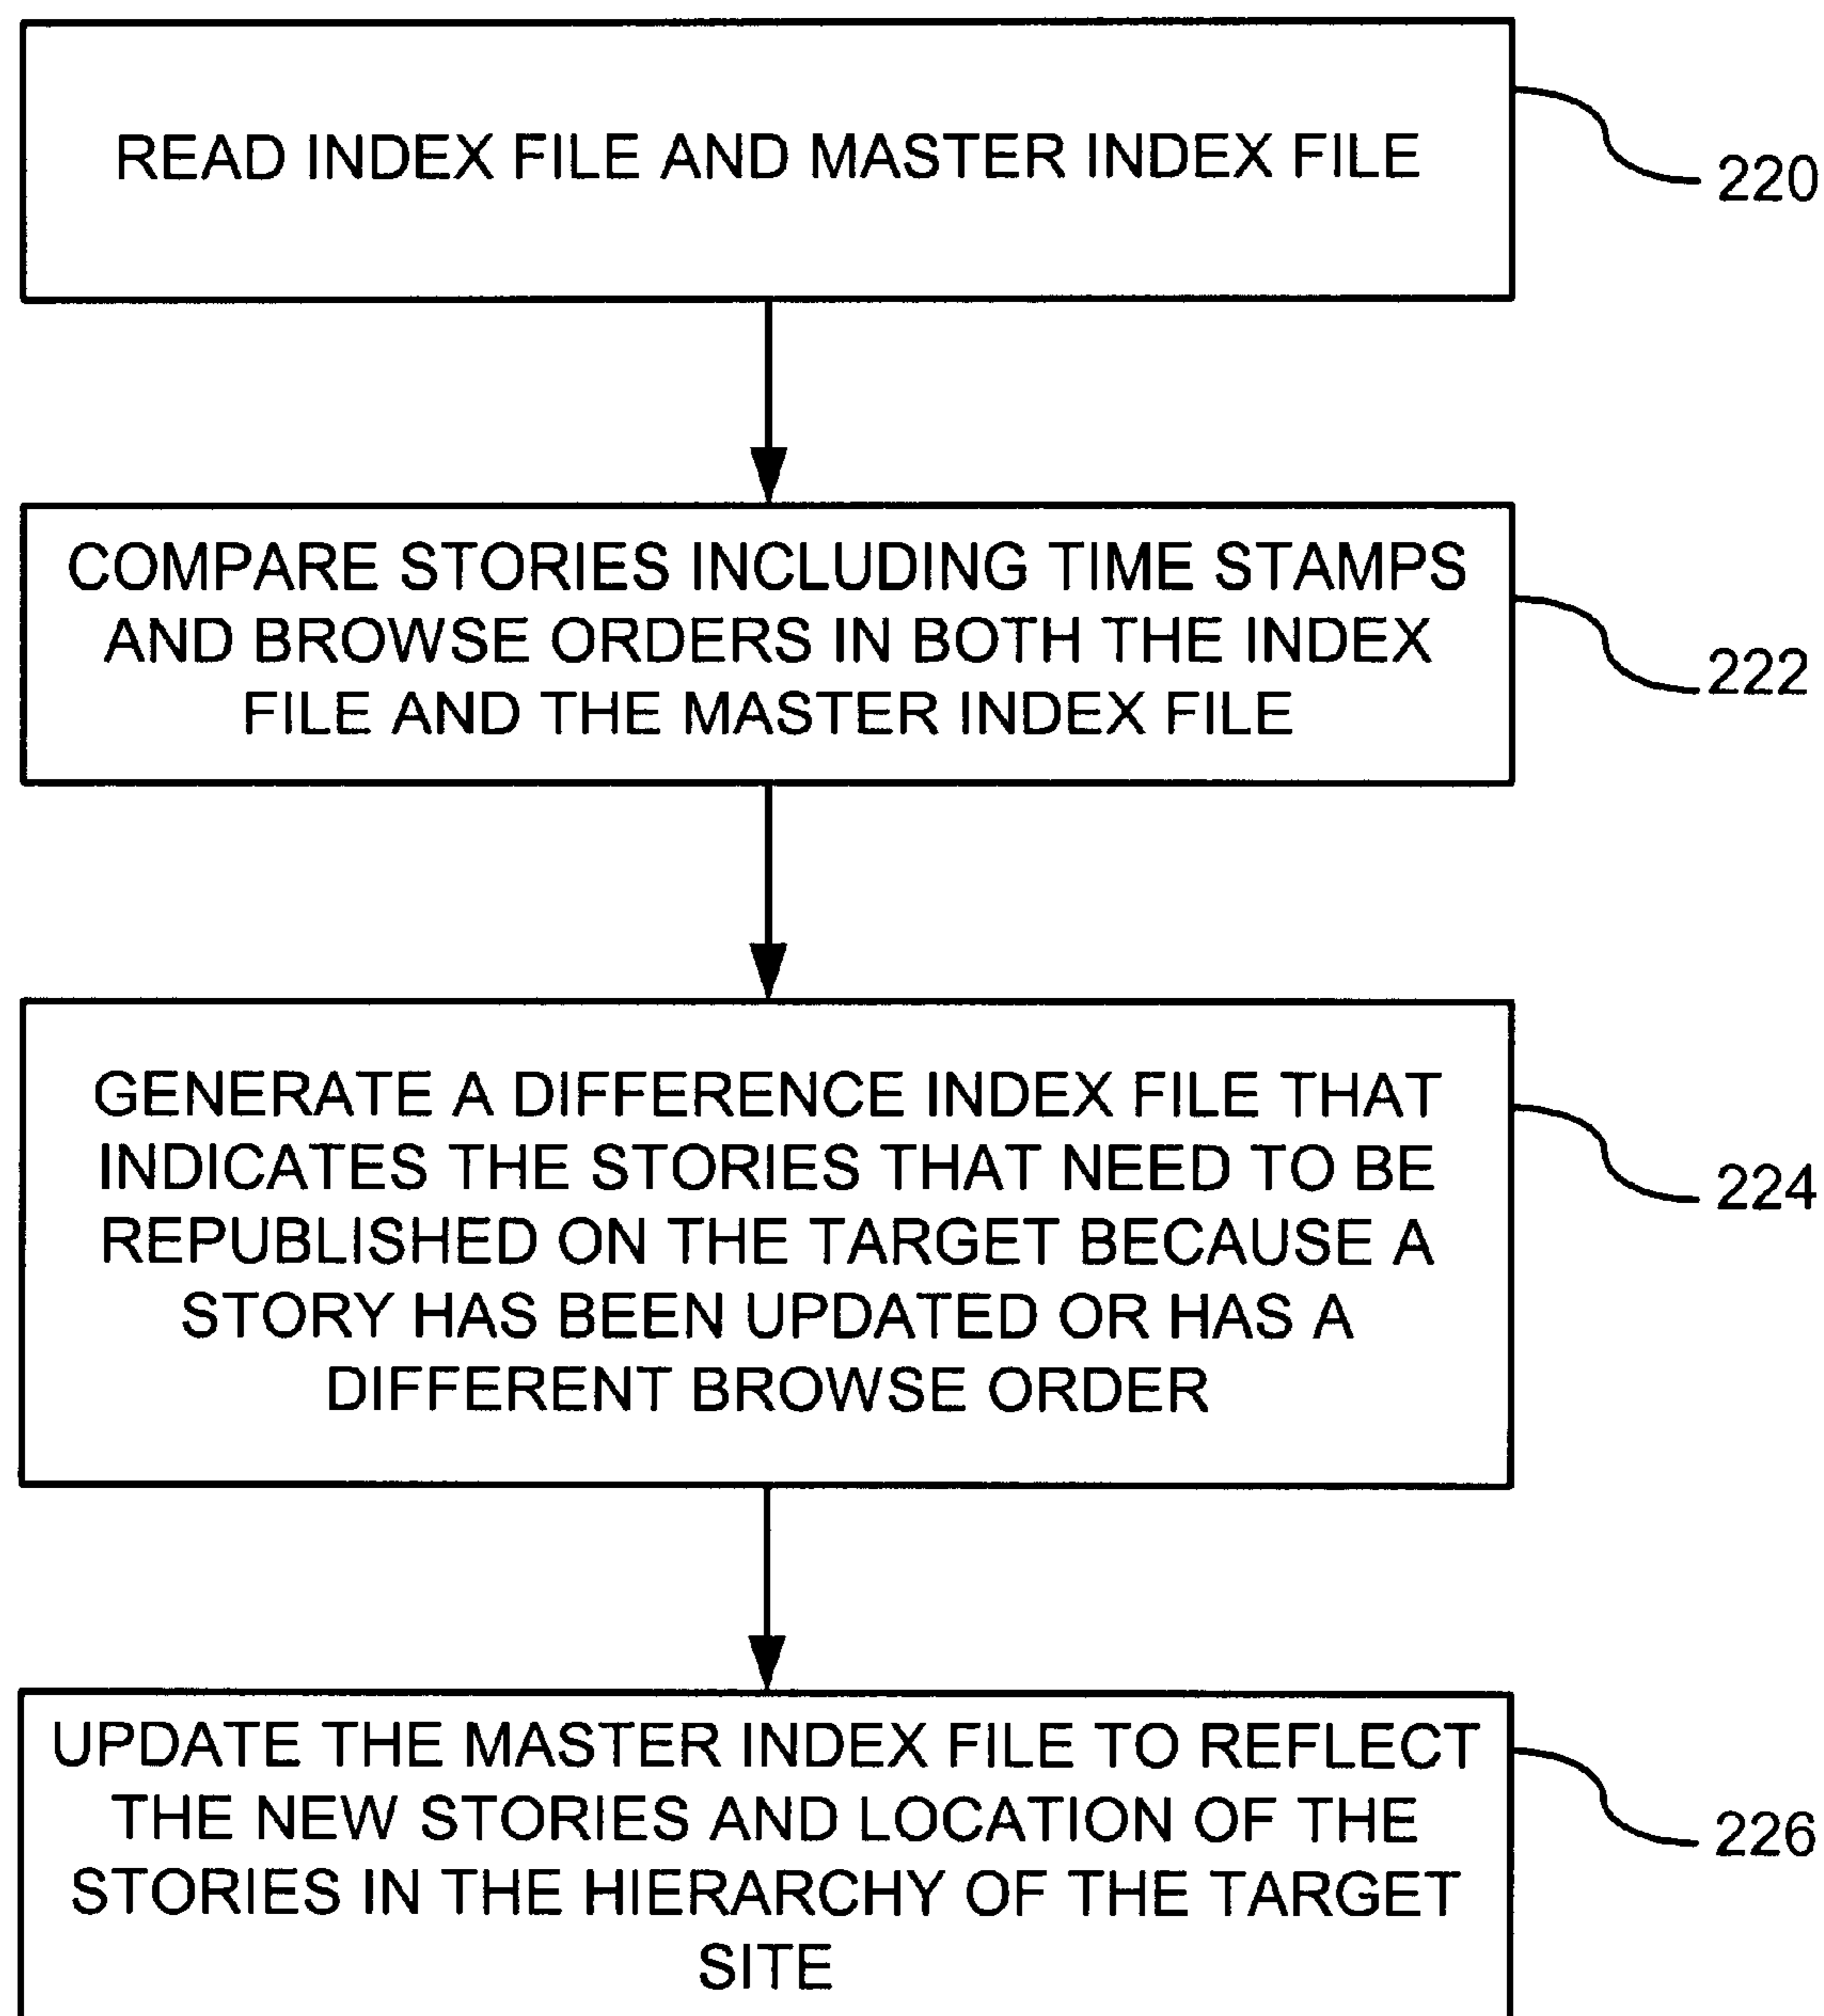 READ INDEX FILE AND MASTER INDEX FILE
220
COMPARE STORIES INCLUDING TIME STAMPS
AND BROWSE ORDERS IN BOTH THE INDEX
FILE AND THE MASTER INDEX FILE
222
GENERATE A DIFFERENCE INDEX FILE THAT
INDICATES THE STORIES THAT NEED TO BE
REPUBLISHED ON THE TARGET BECAUSE A
STORY HAS BEEN UPDATED OR HAS A
DIFFERENT BROWSE ORDER
224
UPDATE THE MASTER INDEX FILE TO REFLECT
THE NEW STORIES AND LOCATION OF THE
STORIES IN THE HIERARCHY OF THE TARGET
SITE
226